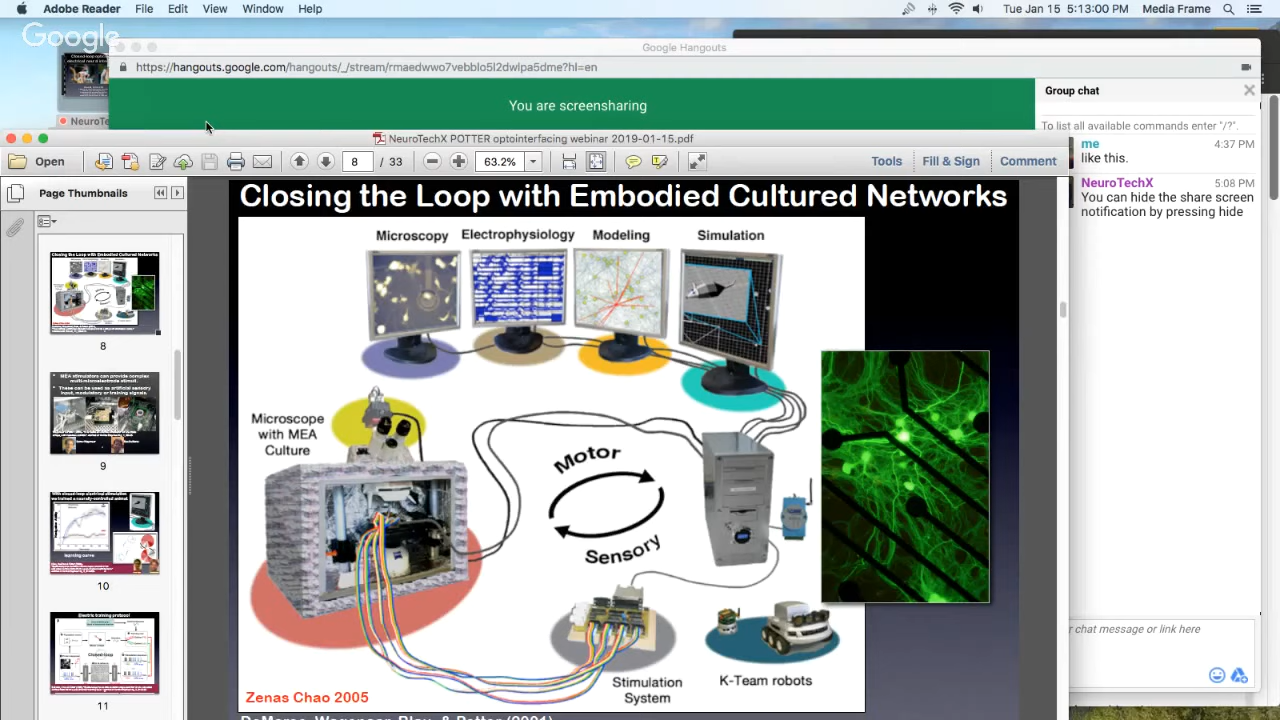 Adobe Reader File Edit View Window Help Tue Jan 15 5:13:00 PM Media Frame
Google
Google Hangouts
https://hangouts.google.com/hangouts/_/stream/rmaedwwo7vebblo5l2dwlpa5dme?hl=en
You are screensharing
Group chat
NeuroTe
To list all available commands enter "/?".
me 4:37 PM
like this.
NeuroTechX 5:08 PM
You can hide the share screen
notification by pressing hide
r chat message or link here
NeuroTechX POTTER optointerfacing webinar 2019-01-15.pdf
Open 8 / 33 63.2% Tools Fill & Sign Comment
Page Thumbnails
8
9
10
11
Closing the Loop with Embodied Cultured Networks
Microscopy Electrophysiology Modeling Simulation
Microscope
with MEA
Culture
Motor
Sensory
Stimulation
System
K-Team robots
Zenas Chao 2005